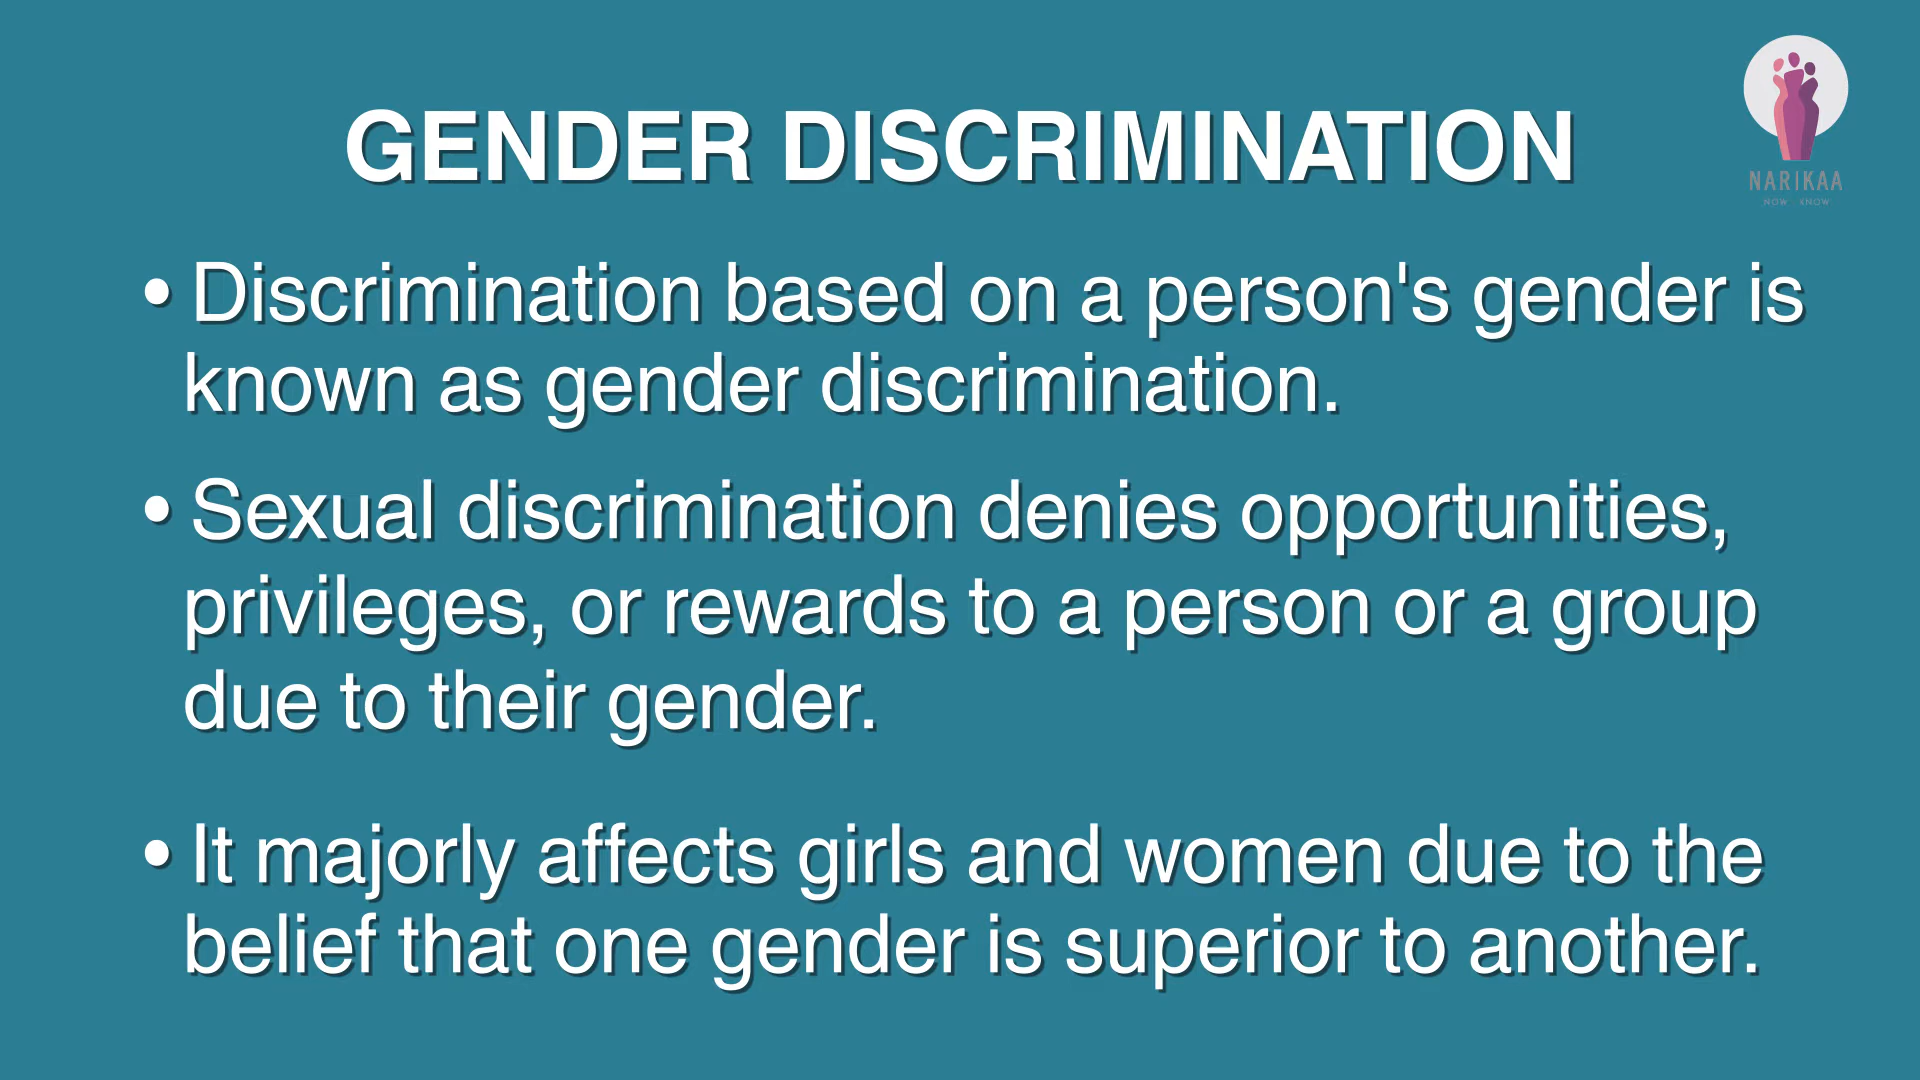 GENDER DISCRIMINATION
NARIKAA
NOW KNOW
• Discrimination based on a person's gender is
known as gender discrimination.
• Sexual discrimination denies opportunities,
privileges, or rewards to a person or a group
due to their gender.
• It majorly affects girls and women due to the
belief that one gender is superior to another.